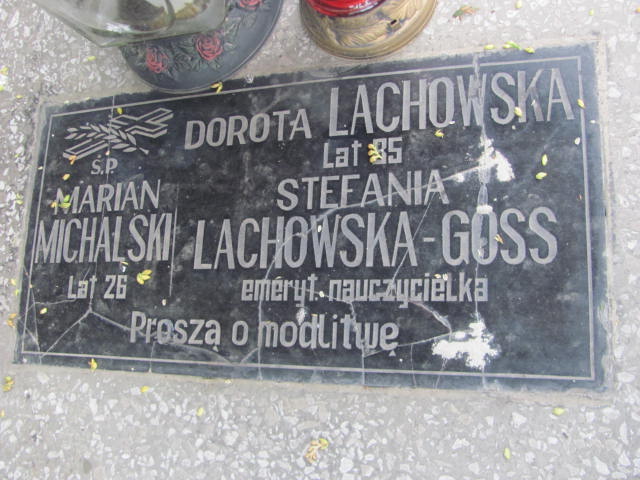 DOROTA LACHOWSKA
Lat 85
Ś.P.
MARIAN
MICHALSKI
Lat 26
STEFANIA
LACHOWSKA-GOSS
emeryt. nauczycielka
Prosza o modlitwe